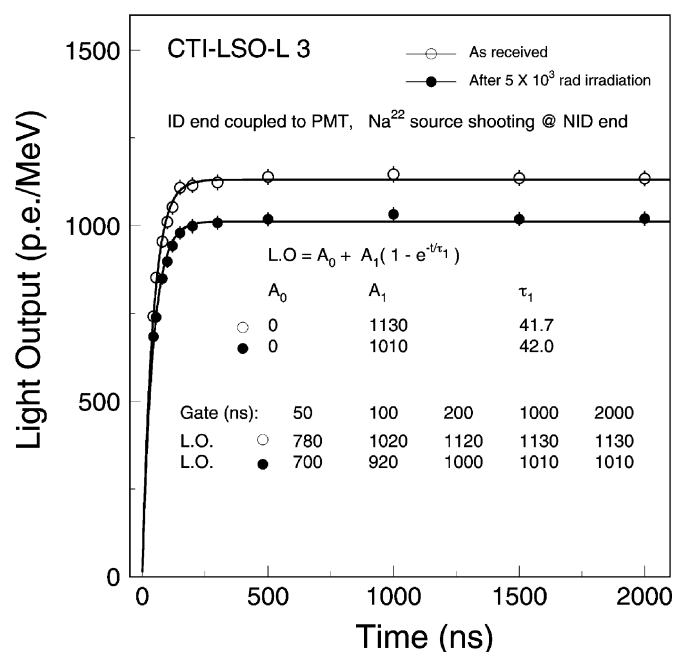 CTI-LSO-L 3
As received
After 5 X 10³ rad irradiation
ID end coupled to PMT, Na²² source shooting @ NID end
1500
1000
500
0
Light Output (p.e./MeV)
L.O = A₀ + A₁( 1 - e^-t/τ₁ )
A₀ A₁ τ₁
0 1130 41.7
0 1010 42.0
Gate (ns): 50 100 200 1000 2000
L.O. 780 1020 1120 1130 1130
L.O. 700 920 1000 1010 1010
0 500 1000 1500 2000
Time (ns)